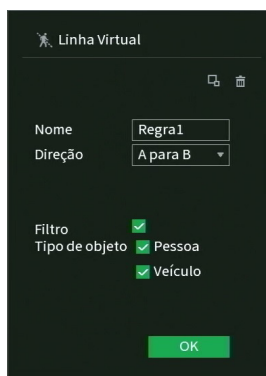 Linha Virtual
Nome Regra1
Direção A para B
Filtro
Tipo de objeto Pessoa
Veículo
OK